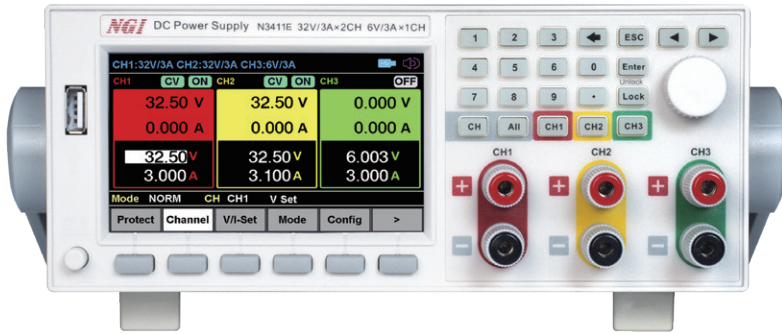 NGI DC Power Supply N3411E 32V/3A×2CH 6V/3A×1CH
CH1:32V/3A CH2:32V/3A CH3:6V/3A
CH1 CV ON CH2 CV ON CH3 OFF
32.50 V 32.50 V 0.000 V
0.000 A 0.000 A 0.000 A
32.50 V 32.50 V 6.003 V
3.000 A 3.100 A 3.000 A
Mode NORM CH CH1 V Set
Protect Channel V/I-Set Mode Config >
1 2 3 ESC
4 5 6 0 Enter
Unlock
7 8 9 . Lock
CH All CH1 CH2 CH3
CH1 CH2 CH3
+ + +
− − −